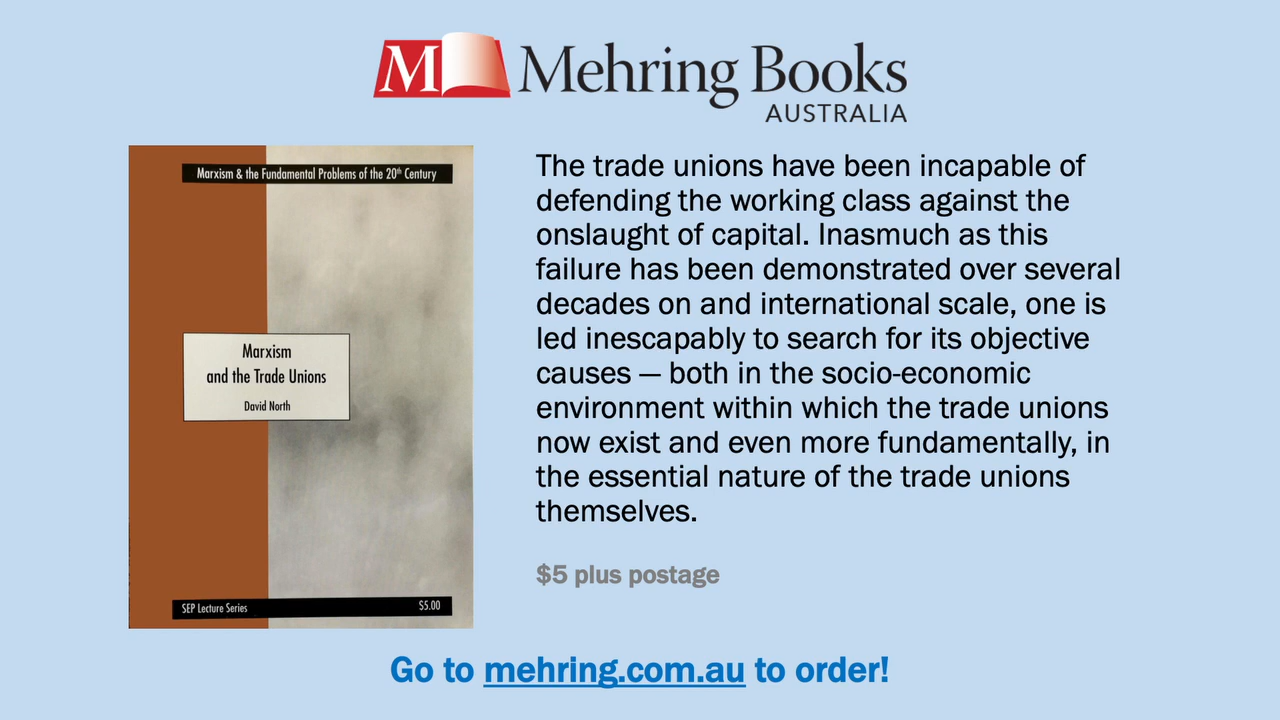 M Mehring Books
AUSTRALIA
Marxism & the Fundamental Problems of the 20th Century
Marxism
and the Trade Unions
David North
SEP Lecture Series $5.00
The trade unions have been incapable of
defending the working class against the
onslaught of capital. Inasmuch as this
failure has been demonstrated over several
decades on and international scale, one is
led inescapably to search for its objective
causes — both in the socio-economic
environment within which the trade unions
now exist and even more fundamentally, in
the essential nature of the trade unions
themselves.
$5 plus postage
Go to mehring.com.au to order!